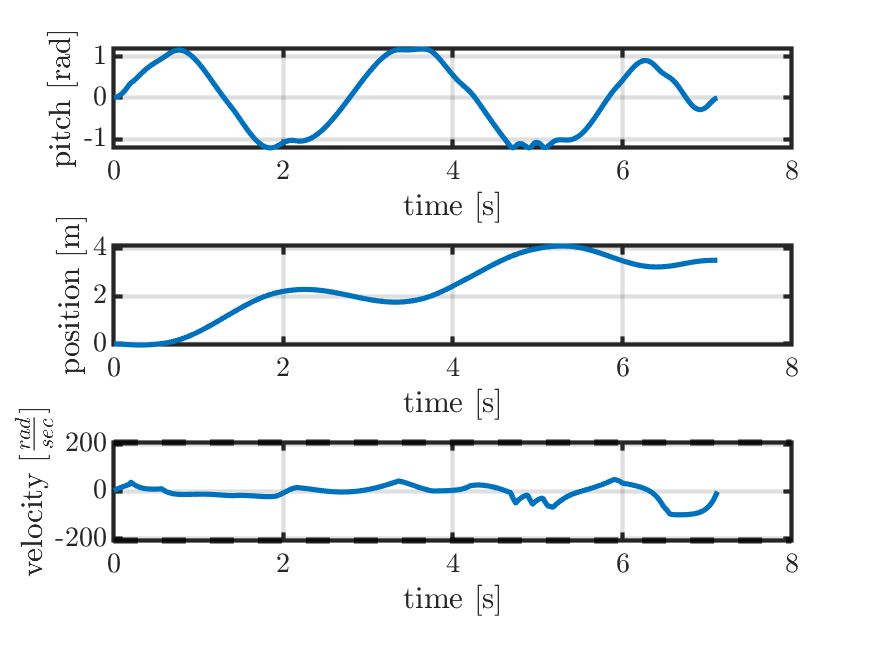 pitch [rad]
1
0
-1
0 2 4 6 8
time [s]
position [m]
4
2
0
0 2 4 6 8
time [s]
velocity [rad/sec]
200
0
-200
0 2 4 6 8
time [s]